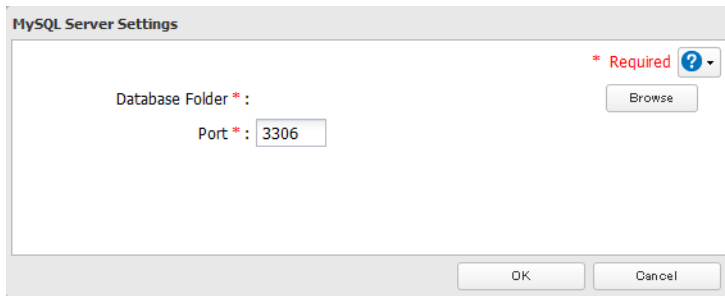 MySQL Server Settings
* Required ?
Database Folder * : Browse
Port * : 3306
OK Cancel